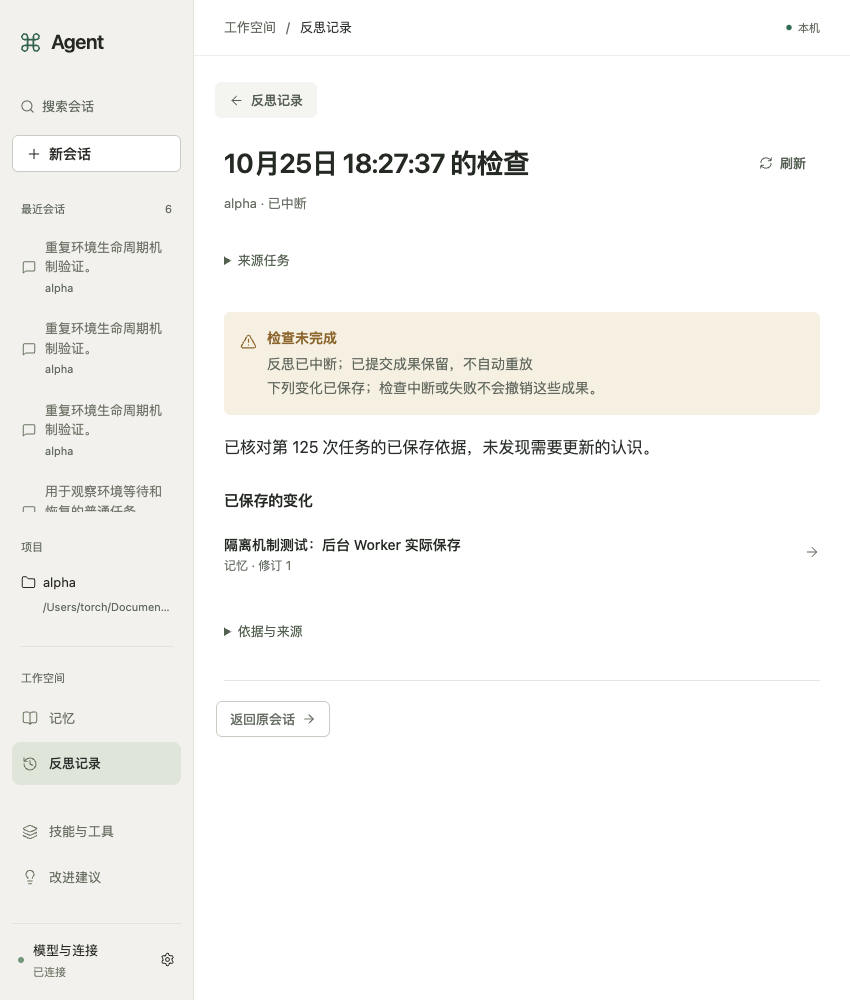 Agent
搜索会话
新会话
最近会话 6
重复环境生命周期机
制验证。
alpha
重复环境生命周期机
制验证。
alpha
重复环境生命周期机
制验证。
alpha
用于观察环境等待和
恢复的普通任务
项目
alpha
/Users/torch/Documen...
工作空间
记忆
反思记录
技能与工具
改进建议
模型与连接
已连接
工作空间 / 反思记录
本机
反思记录
10月25日 18:27:37 的检查
刷新
alpha · 已中断
来源任务
检查未完成
反思已中断；已提交成果保留，不自动重放
下列变化已保存；检查中断或失败不会撤销这些成果。
已核对第 125 次任务的已保存依据，未发现需要更新的认识。
已保存的变化
隔离机制测试：后台 Worker 实际保存
记忆 · 修订 1
依据与来源
返回原会话